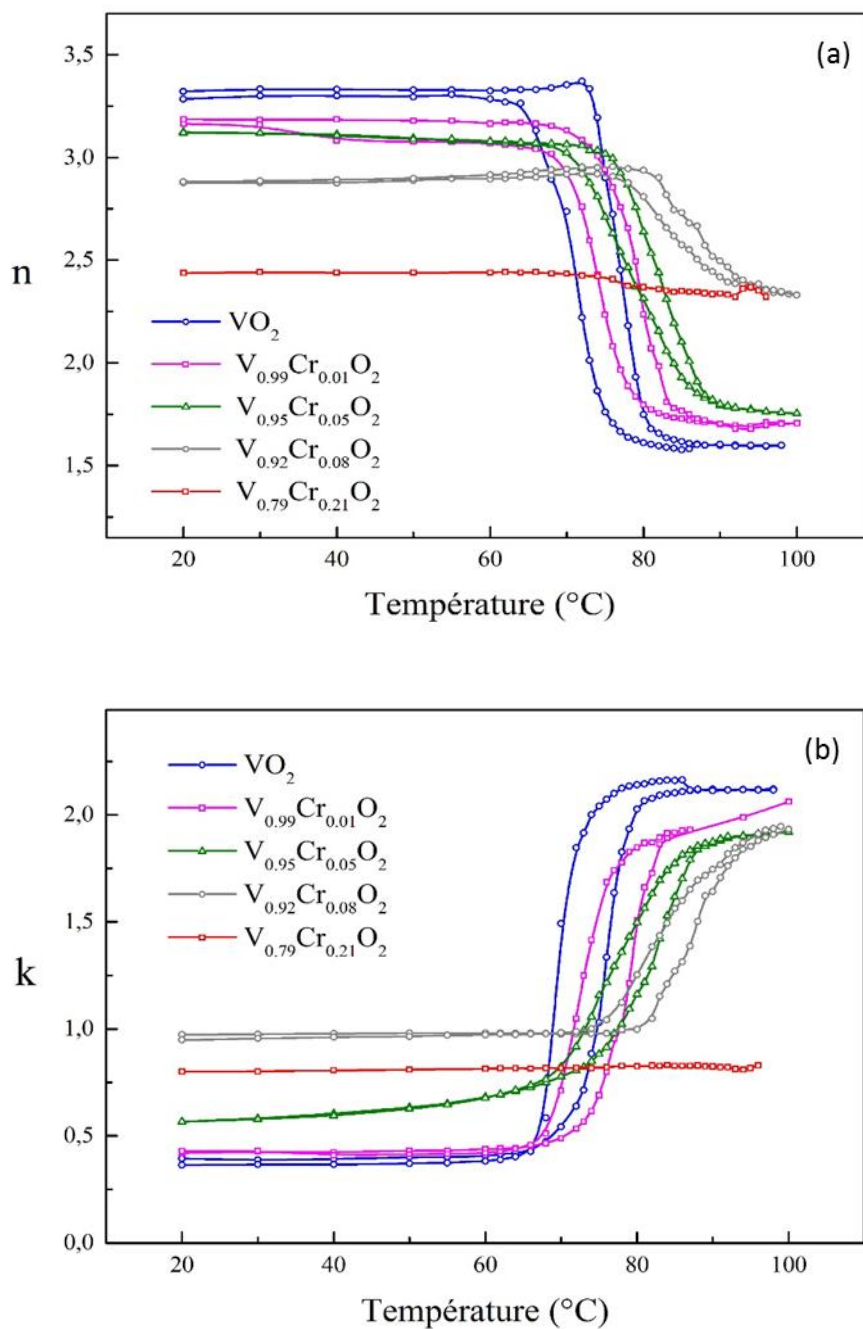 (a)
3,5
3,0
2,5
2,0
1,5
n
VO₂
V₀.₉₉Cr₀.₀₁O₂
V₀.₉₅Cr₀.₀₅O₂
V₀.₉₂Cr₀.₀₈O₂
V₀.₇₉Cr₀.₂₁O₂
20 40 60 80 100
Température (°C)
(b)
2,0
1,5
1,0
0,5
0,0
k
VO₂
V₀.₉₉Cr₀.₀₁O₂
V₀.₉₅Cr₀.₀₅O₂
V₀.₉₂Cr₀.₀₈O₂
V₀.₇₉Cr₀.₂₁O₂
20 40 60 80 100
Température (°C)